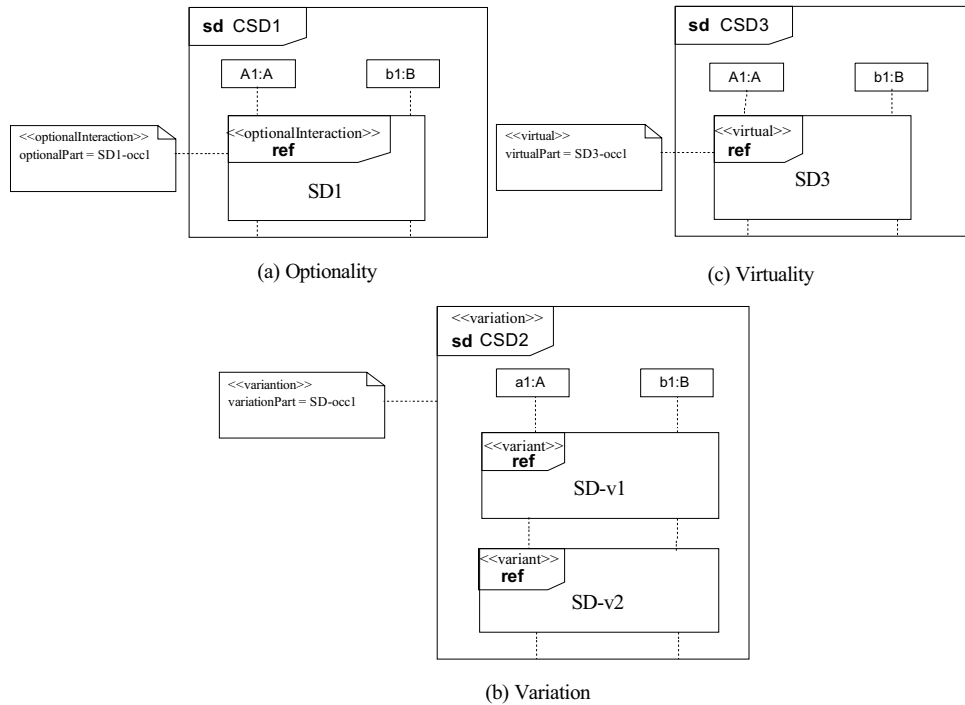 sd CSD1
A1:A
b1:B
<<optionalInteraction>>
optionalPart = SD1-occ1
<<optionalInteraction>>
ref
SD1
(a) Optionality
sd CSD3
A1:A
b1:B
<<virtual>>
virtualPart = SD3-occ1
<<virtual>>
ref
SD3
(c) Virtuality
<<variation>>
sd CSD2
<<variantion>>
variationPart = SD-occ1
a1:A
b1:B
<<variant>>
ref
SD-v1
<<variant>>
ref
SD-v2
(b) Variation